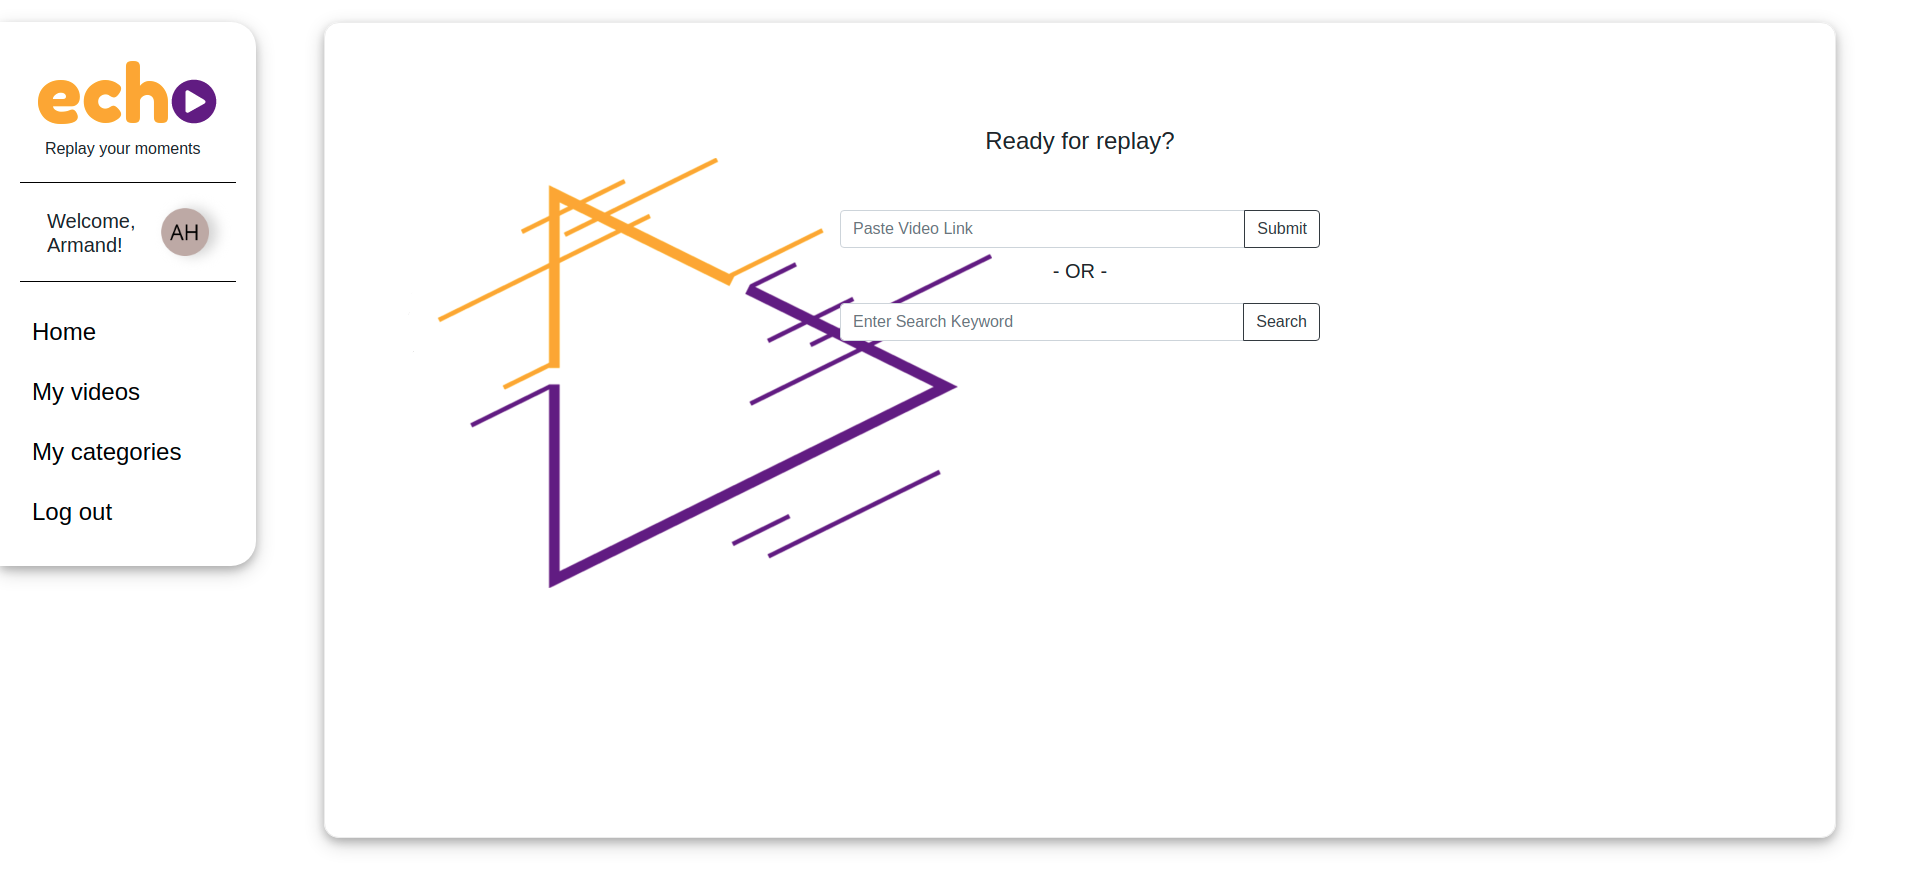 echo
Replay your moments
Welcome,
Armand!
AH
Home
My videos
My categories
Log out
Ready for replay?
Paste Video Link
Submit
- OR -
Enter Search Keyword
Search